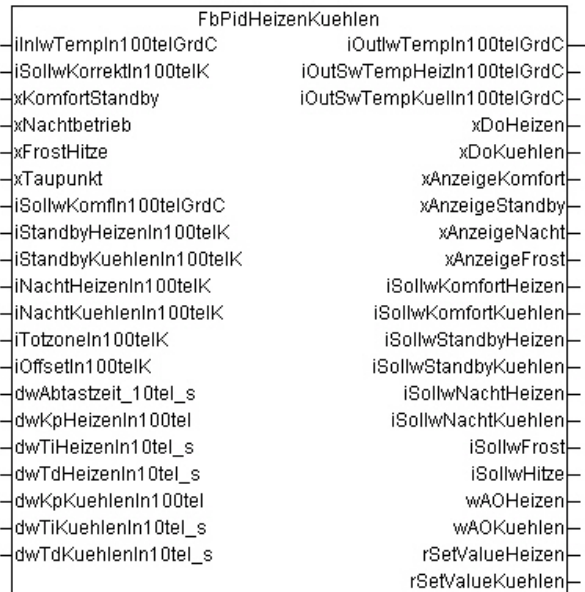 FbPidHeizenKuehlen
iInIwTempIn100telGrdC iOutIwTempIn100telGrdC
iSollwKorrektIn100telK iOutSwTempHeizIn100telGrdC
xKomfortStandby iOutSwTempKuelIn100telGrdC
xNachtbetrieb xDoHeizen
xFrostHitze xDoKuehlen
xTaupunkt xAnzeigeKomfort
iSollwKomfIn100telGrdC xAnzeigeStandby
iStandbyHeizenIn100telK xAnzeigeNacht
iStandbyKuehlenIn100telK xAnzeigeFrost
iNachtHeizenIn100telK iSollwKomfortHeizen
iNachtKuehlenIn100telK iSollwKomfortKuehlen
iTotzoneIn100telK iSollwStandbyHeizen
iOffsetIn100telK iSollwStandbyKuehlen
dwAbtastzeit_10tel_s iSollwNachtHeizen
dwKpHeizenIn100tel iSollwNachtKuehlen
dwTiHeizenIn10tel_s iSollwFrost
dwTdHeizenIn10tel_s iSollwHitze
dwKpKuehlenIn100tel wAOHeizen
dwTiKuehlenIn10tel_s wAOKuehlen
dwTdKuehlenIn10tel_s rSetValueHeizen
rSetValueKuehlen